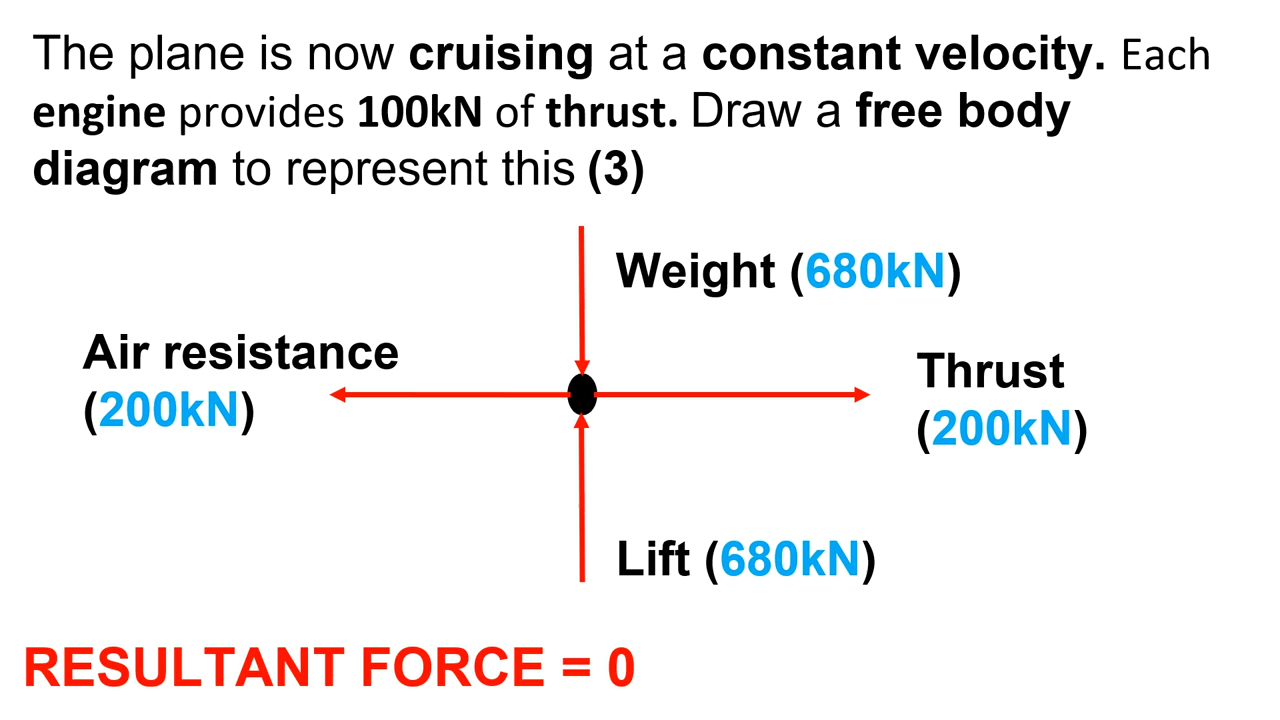 The plane is now cruising at a constant velocity. Each
engine provides 100kN of thrust. Draw a free body
diagram to represent this (3)
Weight (680kN)
Air resistance
(200kN)
Thrust
(200kN)
Lift (680kN)
RESULTANT FORCE = 0